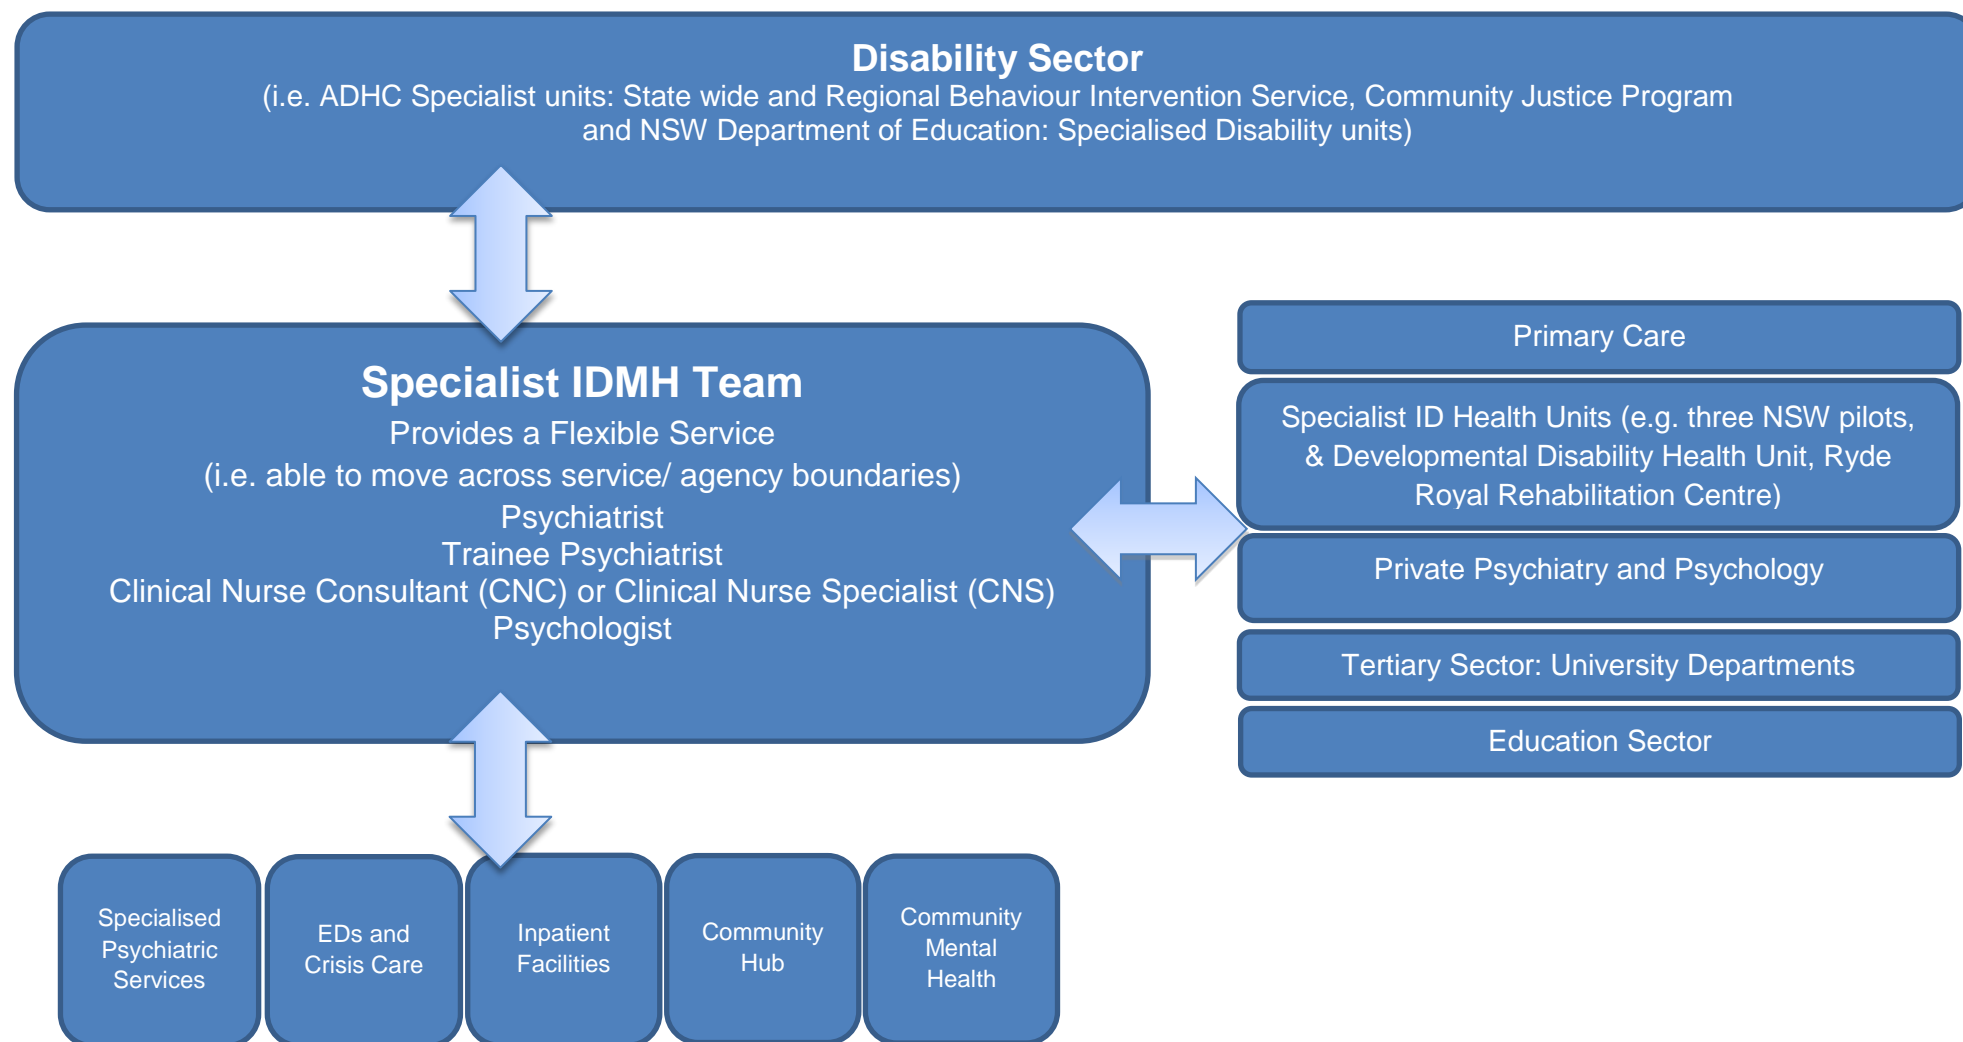 Disability Sector
(i.e. ADHC Specialist units: State wide and Regional Behaviour Intervention Service, Community Justice Program
and NSW Department of Education: Specialised Disability units)
Specialist IDMH Team
Provides a Flexible Service
(i.e. able to move across service/ agency boundaries)
Psychiatrist
Trainee Psychiatrist
Clinical Nurse Consultant (CNC) or Clinical Nurse Specialist (CNS)
Psychologist
Primary Care
Specialist ID Health Units (e.g. three NSW pilots,
& Developmental Disability Health Unit, Ryde
Royal Rehabilitation Centre)
Private Psychiatry and Psychology
Tertiary Sector: University Departments
Education Sector
Specialised
Psychiatric
Services
EDs and
Crisis Care
Inpatient
Facilities
Community
Hub
Community
Mental
Health